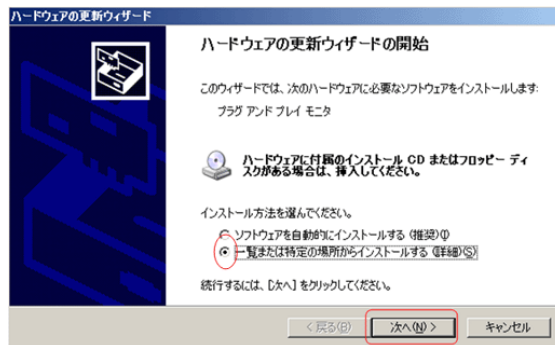 ハードウェアの更新ウィザード
ハードウェアの更新ウィザードの開始
このウィザードでは、次のハードウェアに必要なソフトウェアをインストールします:
プラグ アンド プレイ モニタ
ハードウェアに付属のインストール CD またはフロッピー ディ
スクがある場合は、挿入してください。
インストール方法を選んでください。
ソフトウェアを自動的にインストールする (推奨)(I)
一覧または特定の場所からインストールする (詳細)(S)
続行するには、[次へ] をクリックしてください。
< 戻る(B) 次へ(N) > キャンセル